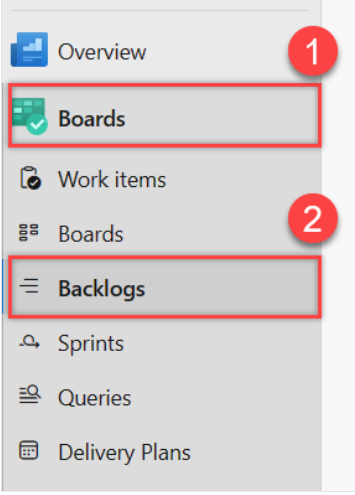 Overview
1
Boards
Work items
Boards
2
Backlogs
Sprints
Queries
Delivery Plans